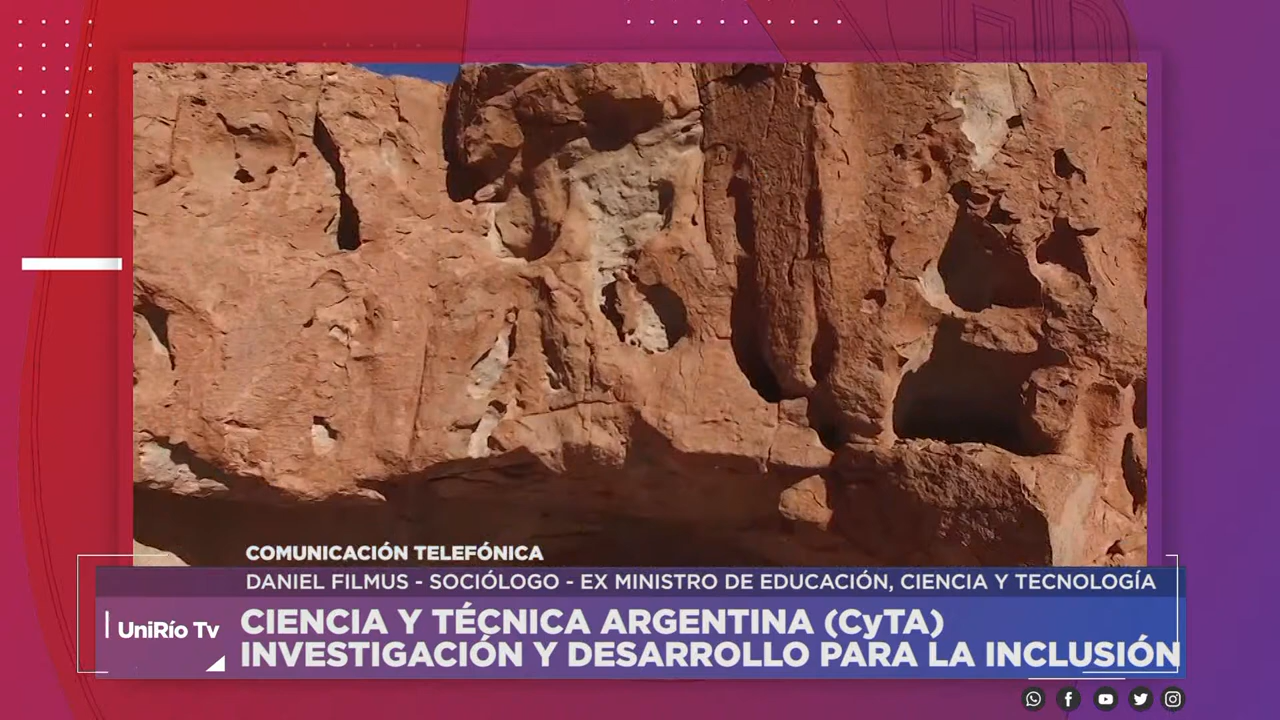 COMUNICACIÓN TELEFÓNICA
DANIEL FILMUS - SOCIÓLOGO - EX MINISTRO DE EDUCACIÓN, CIENCIA Y TECNOLOGÍA
UniRío Tv
CIENCIA Y TÉCNICA ARGENTINA (CyTA)
INVESTIGACIÓN Y DESARROLLO PARA LA INCLUSIÓN